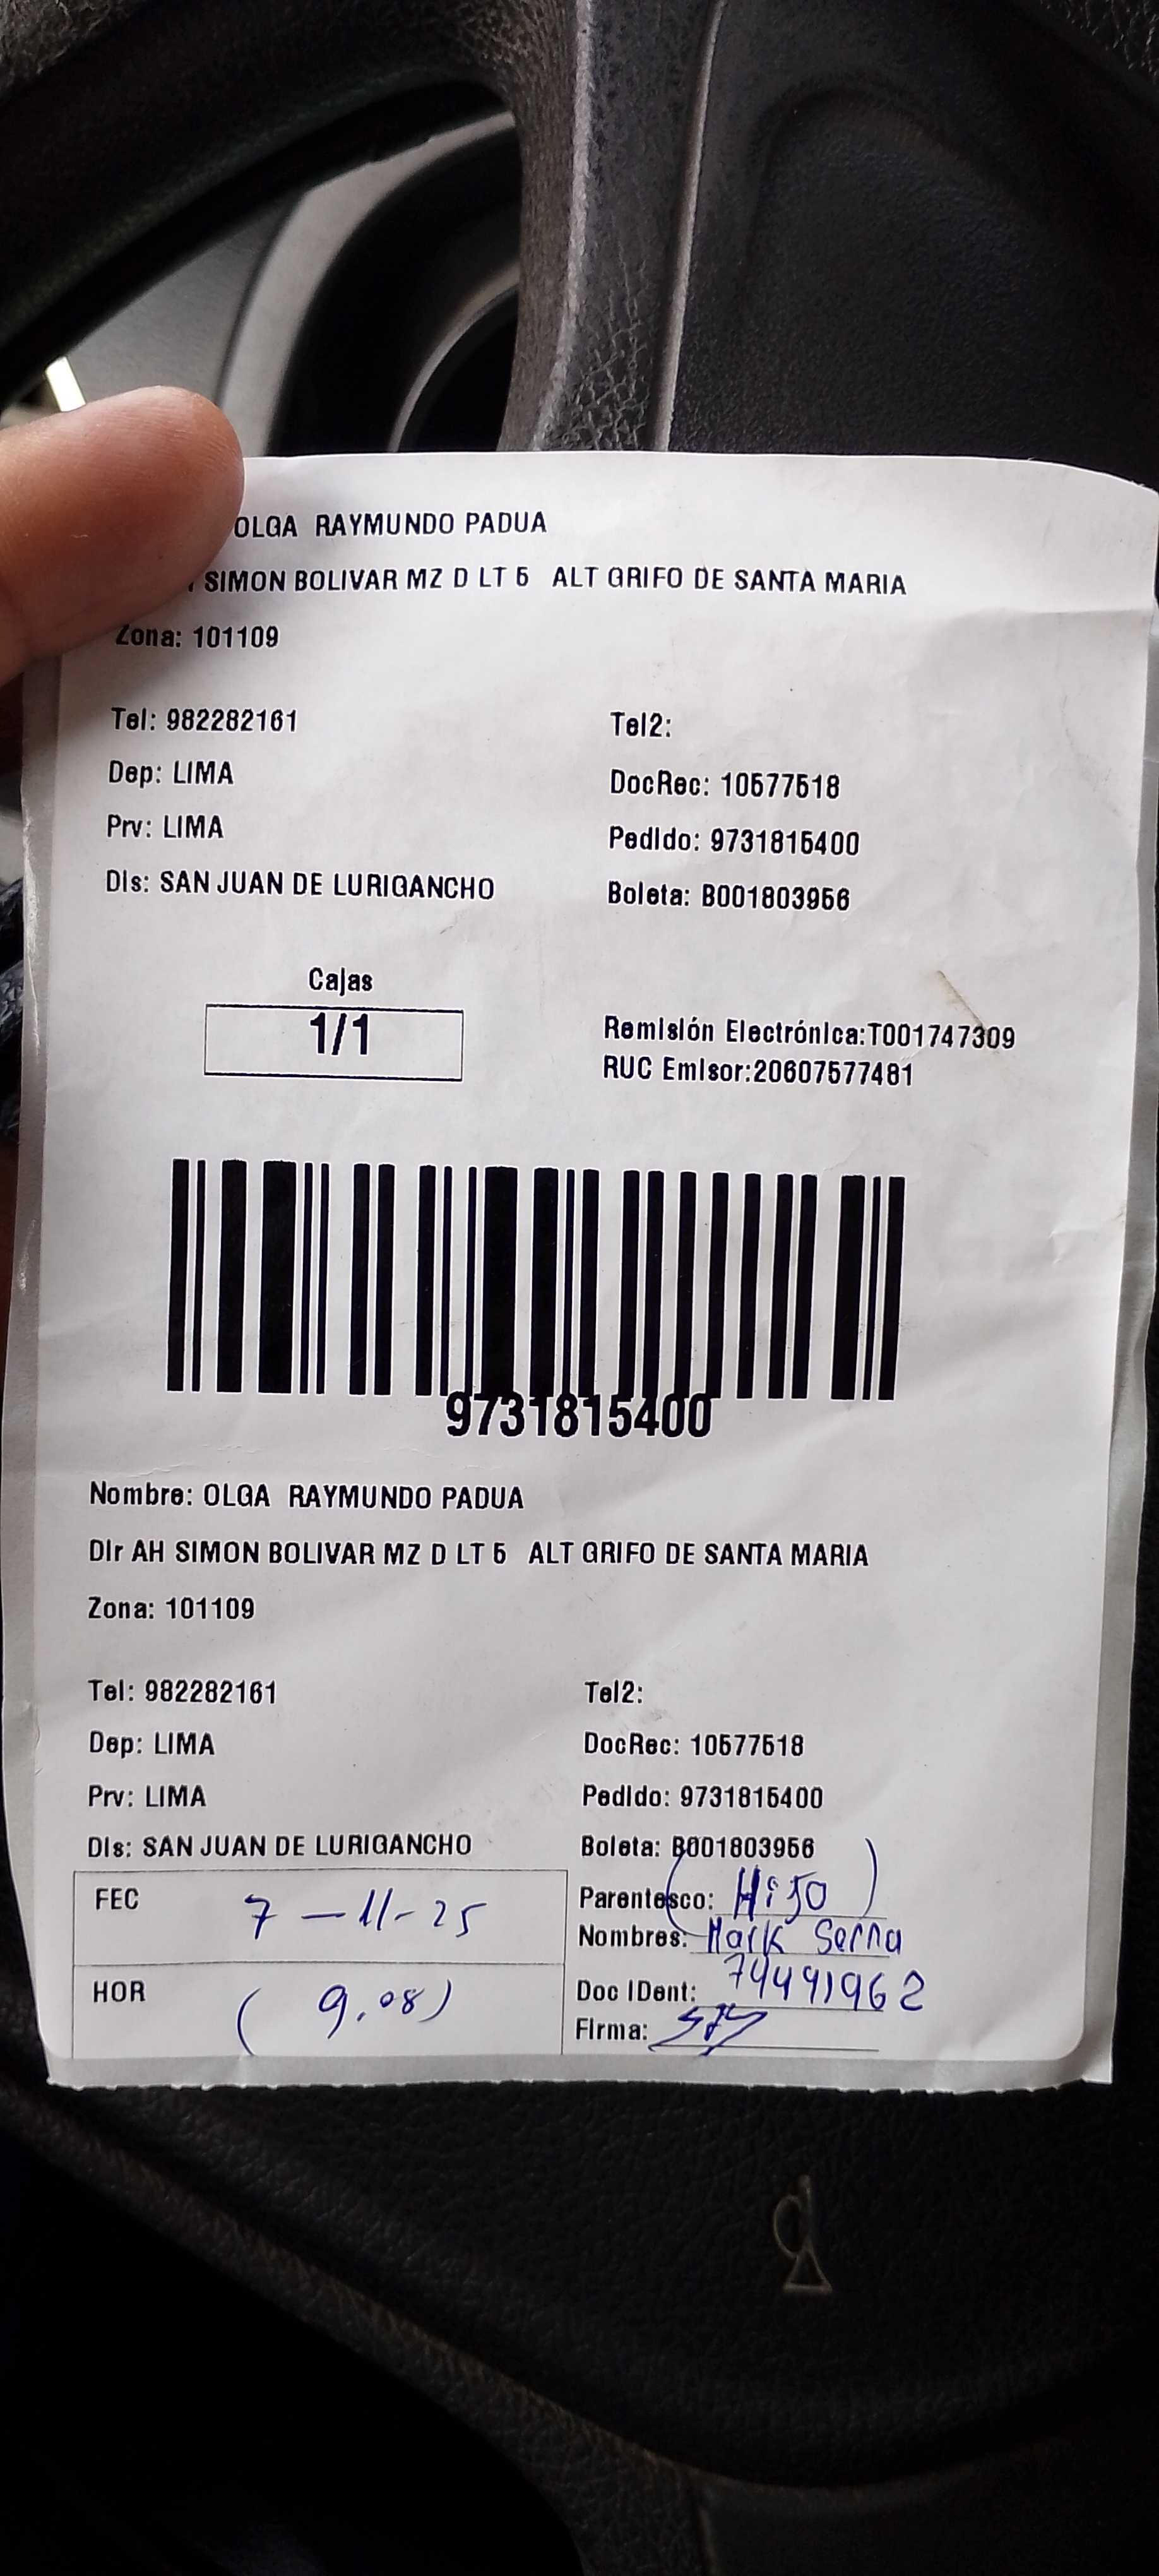 OLGA RAYMUNDO PADUA
SIMON BOLIVAR MZ D LT 5 ALT GRIFO DE SANTA MARIA
Zona: 101109
Tel: 982282161
Tel2:
Dep: LIMA
DocRec: 10577518
Prv: LIMA
Pedido: 9731815400
Dis: SAN JUAN DE LURIGANCHO
Boleta: B001803956
Cajas
1/1
Remisión Electrónica:T001747309
RUC Emisor:20607577481
9731815400
Nombre: OLGA RAYMUNDO PADUA
Dir AH SIMON BOLIVAR MZ D LT 5 ALT GRIFO DE SANTA MARIA
Zona: 101109
Tel: 982282161
Tel2:
Dep: LIMA
DocRec: 10577518
Prv: LIMA
Pedido: 9731815400
Dis: SAN JUAN DE LURIGANCHO
Boleta: B001803956
FEC 7-11-25
Parentesco: (Hijo)
Nombres: Mark Serna
HOR (9.08)
Doc IDent: 74491962
Firma: